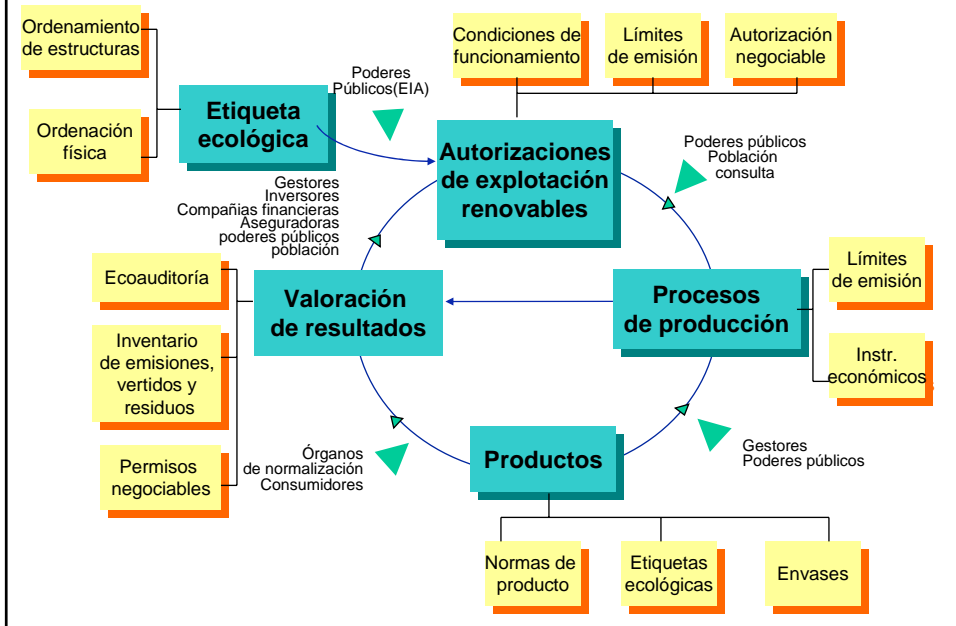 Ordenamiento
de estructuras
Ordenación
física
Etiqueta
ecológica
Poderes
Públicos(EIA)
Condiciones de
funcionamiento
Límites
de emisión
Autorización
negociable
Autorizaciones
de explotación
renovables
Poderes públicos
Población
consulta
Gestores
Inversores
Compañias financieras
Aseguradoras
poderes públicos
población
Ecoauditoría
Inventario
de emisiones,
vertidos y
residuos
Permisos
negociables
Valoración
de resultados
Procesos
de producción
Límites
de emisión
Instr.
económicos
Órganos
de normalización
Consumidores
Productos
Gestores
Poderes públicos
Normas de
producto
Etiquetas
ecológicas
Envases